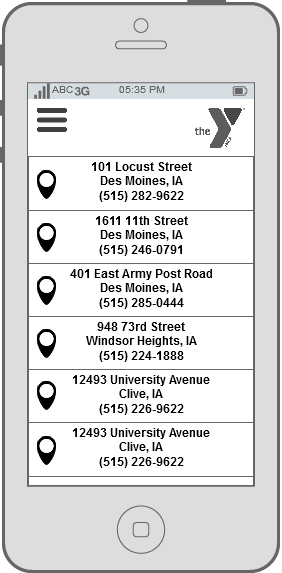 ABC 3G 05:35 PM
the Y
101 Locust Street
Des Moines, IA
(515) 282-9622
1611 11th Street
Des Moines, IA
(515) 246-0791
401 East Army Post Road
Des Moines, IA
(515) 285-0444
948 73rd Street
Windsor Heights, IA
(515) 224-1888
12493 University Avenue
Clive, IA
(515) 226-9622
12493 University Avenue
Clive, IA
(515) 226-9622